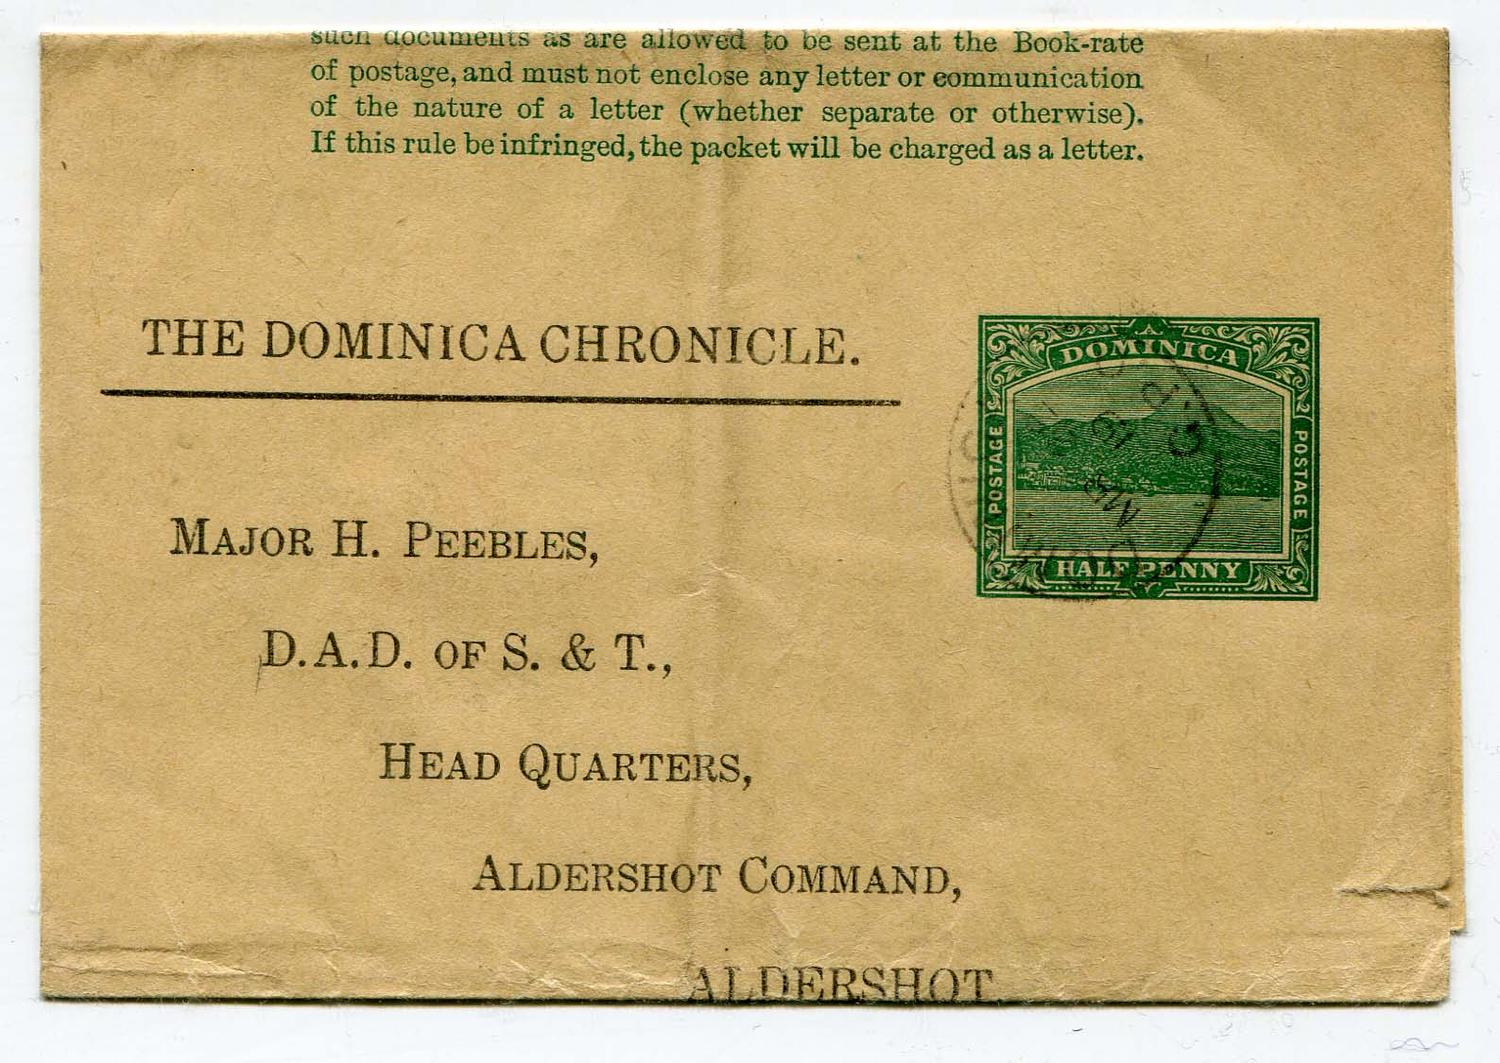 such documents as are allowed to be sent at the Book-rate
of postage, and must not enclose any letter or communication
of the nature of a letter (whether separate or otherwise).
If this rule be infringed, the packet will be charged as a letter.
THE DOMINICA CHRONICLE.
DOMINICA
POSTAGE
POSTAGE
HALF PENNY
G.P.O.
MAJOR H. PEEBLES,
D.A.D. OF S. & T.,
HEAD QUARTERS,
ALDERSHOT COMMAND,
ALDERSHOT